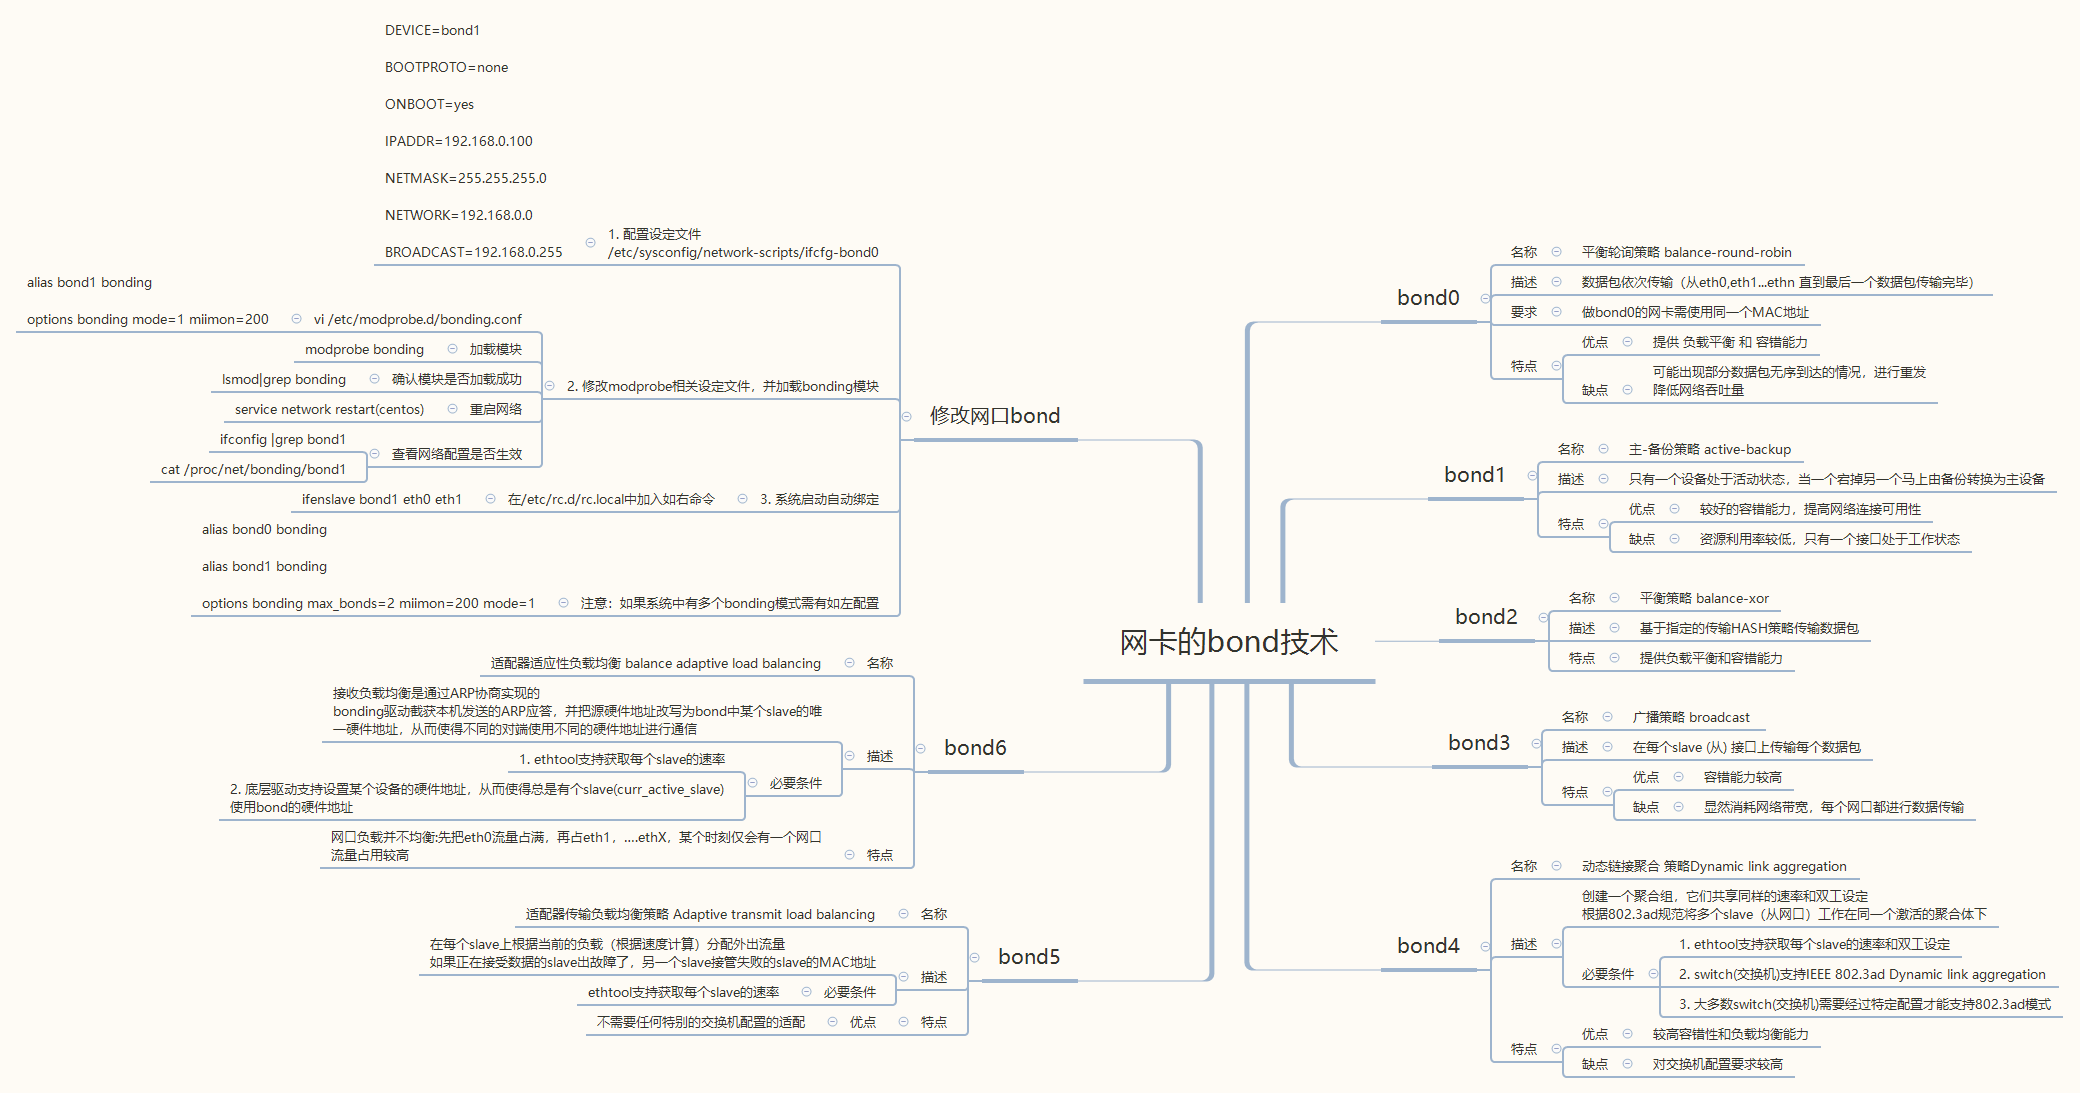 网卡的bond技术
bond0
名称
平衡轮询策略 balance-round-robin
描述
数据包依次传输（从eth0,eth1...ethn 直到最后一个数据包传输完毕）
要求
做bond0的网卡需使用同一个MAC地址
特点
优点
提供 负载平衡 和 容错能力
缺点
可能出现部分数据包无序到达的情况，进行重发
降低网络吞吐量
bond1
名称
主-备份策略 active-backup
描述
只有一个设备处于活动状态，当一个宕掉另一个马上由备份转换为主设备
特点
优点
较好的容错能力，提高网络连接可用性
缺点
资源利用率较低，只有一个接口处于工作状态
bond2
名称
平衡策略 balance-xor
描述
基于指定的传输HASH策略传输数据包
特点
提供负载平衡和容错能力
bond3
名称
广播策略 broadcast
描述
在每个slave (从) 接口上传输每个数据包
特点
优点
容错能力较高
缺点
显然消耗网络带宽，每个网口都进行数据传输
bond4
名称
动态链接聚合 策略Dynamic link aggregation
描述
创建一个聚合组，它们共享同样的速率和双工设定
根据802.3ad规范将多个slave（从网口）工作在同一个激活的聚合体下
必要条件
1. ethtool支持获取每个slave的速率和双工设定
2. switch(交换机)支持IEEE 802.3ad Dynamic link aggregation
3. 大多数switch(交换机)需要经过特定配置才能支持802.3ad模式
特点
优点
较高容错性和负载均衡能力
缺点
对交换机配置要求较高
修改网口bond
1. 配置设定文件
/etc/sysconfig/network-scripts/ifcfg-bond0
DEVICE=bond1
BOOTPROTO=none
ONBOOT=yes
IPADDR=192.168.0.100
NETMASK=255.255.255.0
NETWORK=192.168.0.0
BROADCAST=192.168.0.255
2. 修改modprobe相关设定文件，并加载bonding模块
vi /etc/modprobe.d/bonding.conf
alias bond1 bonding
options bonding mode=1 miimon=200
加载模块
modprobe bonding
确认模块是否加载成功
lsmod|grep bonding
重启网络
service network restart(centos)
查看网络配置是否生效
ifconfig |grep bond1
cat /proc/net/bonding/bond1
3. 系统启动自动绑定
在/etc/rc.d/rc.local中加入如右命令
ifenslave bond1 eth0 eth1
注意：如果系统中有多个bonding模式需有如左配置
alias bond0 bonding
alias bond1 bonding
options bonding max_bonds=2 miimon=200 mode=1
bond6
名称
适配器适应性负载均衡 balance adaptive load balancing
描述
接收负载均衡是通过ARP协商实现的
bonding驱动截获本机发送的ARP应答，并把源硬件地址改写为bond中某个slave的唯
一硬件地址，从而使得不同的对端使用不同的硬件地址进行通信
必要条件
1. ethtool支持获取每个slave的速率
2. 底层驱动支持设置某个设备的硬件地址，从而使得总是有个slave(curr_active_slave)
使用bond的硬件地址
特点
网口负载并不均衡:先把eth0流量占满，再占eth1，....ethX，某个时刻仅会有一个网口
流量占用较高
bond5
名称
适配器传输负载均衡策略 Adaptive transmit load balancing
描述
在每个slave上根据当前的负载（根据速度计算）分配外出流量
如果正在接受数据的slave出故障了，另一个slave接管失败的slave的MAC地址
必要条件
ethtool支持获取每个slave的速率
特点
优点
不需要任何特别的交换机配置的适配